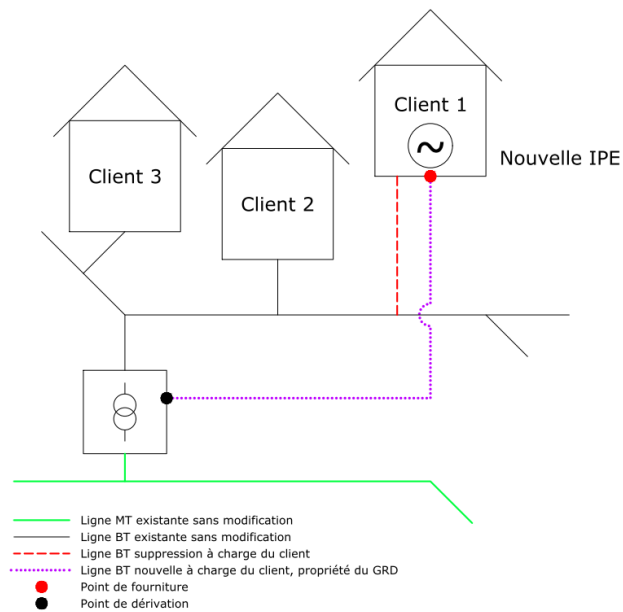 Client 1
Nouvelle IPE
Client 3
Client 2
Ligne MT existante sans modification
Ligne BT existante sans modification
Ligne BT suppression à charge du client
Ligne BT nouvelle à charge du client, propriété du GRD
Point de fourniture
Point de dérivation